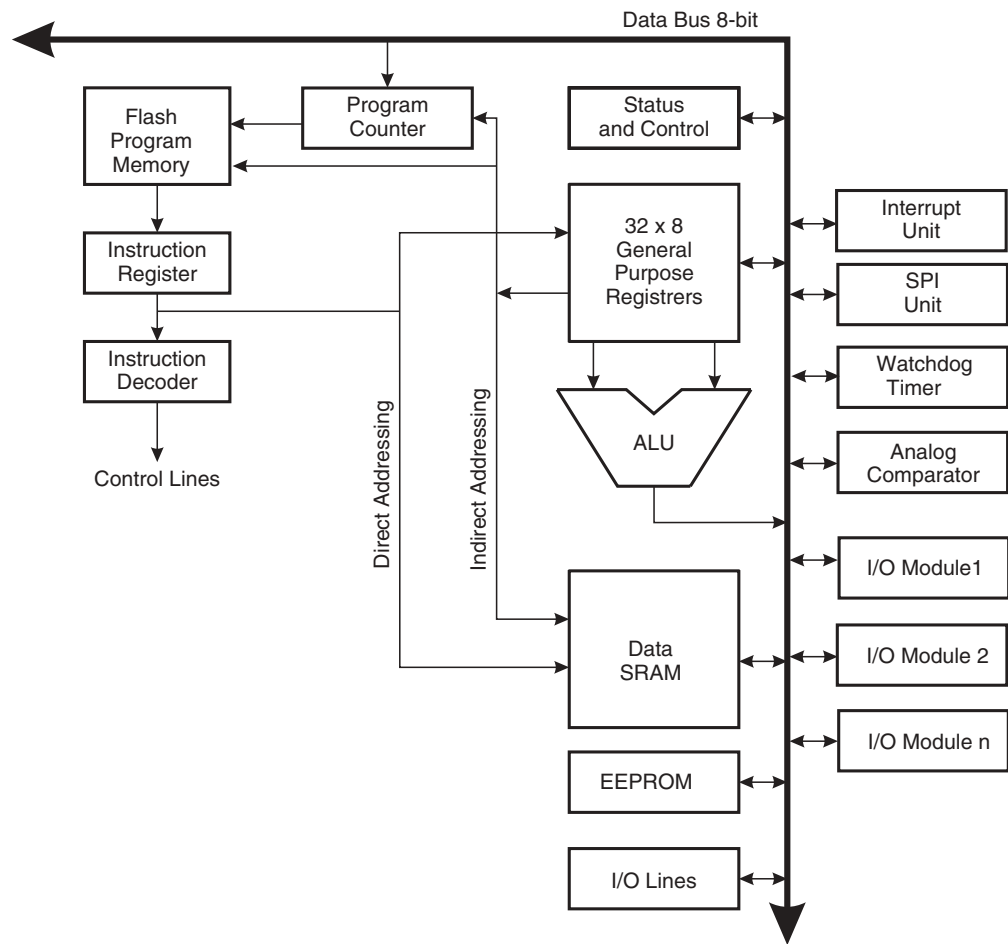 Data Bus 8-bit
Flash
Program
Memory
Program
Counter
Status
and Control
Interrupt
Unit
32 x 8
General
Purpose
Registrers
Instruction
Register
SPI
Unit
Instruction
Decoder
Watchdog
Timer
Direct Addressing
Indirect Addressing
ALU
Analog
Comparator
Control Lines
I/O Module1
Data
SRAM
I/O Module 2
I/O Module n
EEPROM
I/O Lines